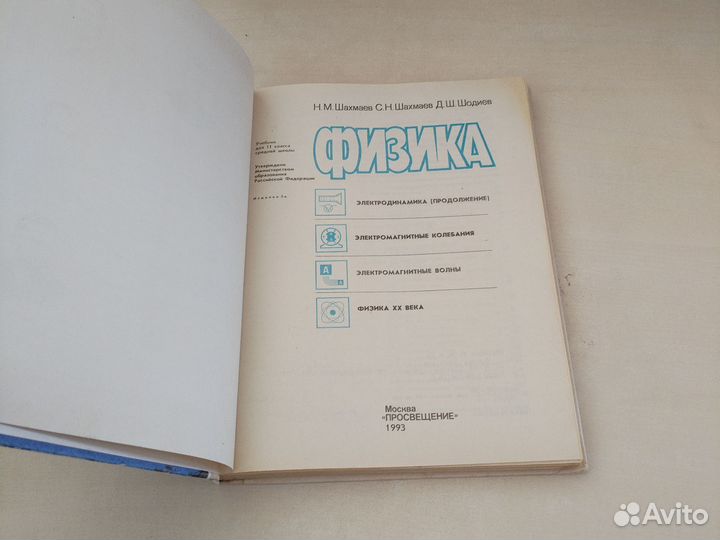 Н.М.Шахмаев С.Н.Шахмаев Д.Ш.Шодиев
ФИЗИКА
Учебник
для 11 класса
средней школы
Утверждено
Министерством
образования
Российской Федерации
ЭЛЕКТРОДИНАМИКА (ПРОДОЛЖЕНИЕ)
ЭЛЕКТРОМАГНИТНЫЕ КОЛЕБАНИЯ
А
А
ЭЛЕКТРОМАГНИТНЫЕ ВОЛНЫ
ФИЗИКА XX ВЕКА
Москва
"ПРОСВЕЩЕНИЕ"
1993
Avito